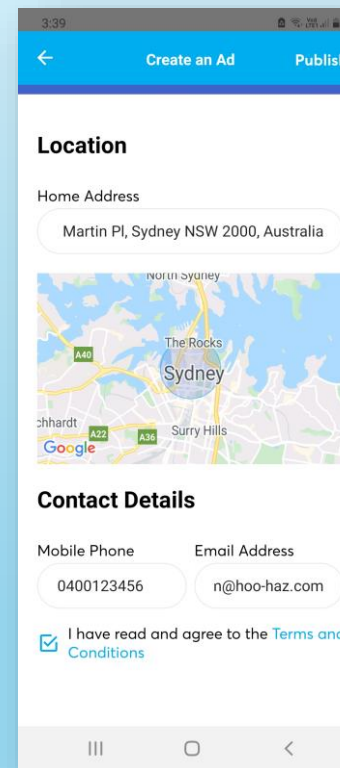 3:39
Create an Ad Publish
Location
Home Address
Martin Pl, Sydney NSW 2000, Australia
North Sydney
The Rocks
A40
Sydney
chhardt
A22
A36
Surry Hills
Google
Contact Details
Mobile Phone Email Address
0400123456 n@hoo-haz.com
I have read and agree to the Terms and
Conditions